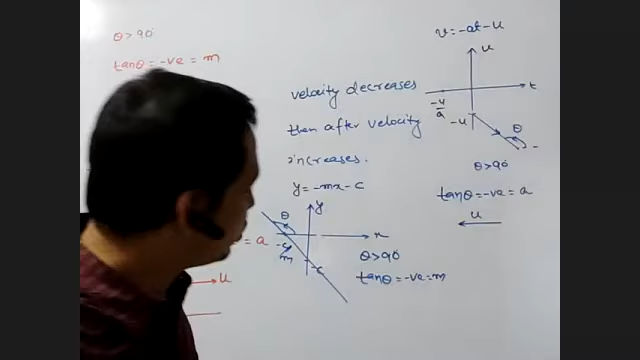 θ > 90°
tanθ = -ve = m
velocity decreases
then after velocity
increases.
y = -mx - c
y
θ
x
-c/m
-c
= a
u
θ > 90°
tanθ = -ve = m
v = -at - u
v
t
-u/a
-u
θ
θ > 90°
tanθ = -ve = a
u